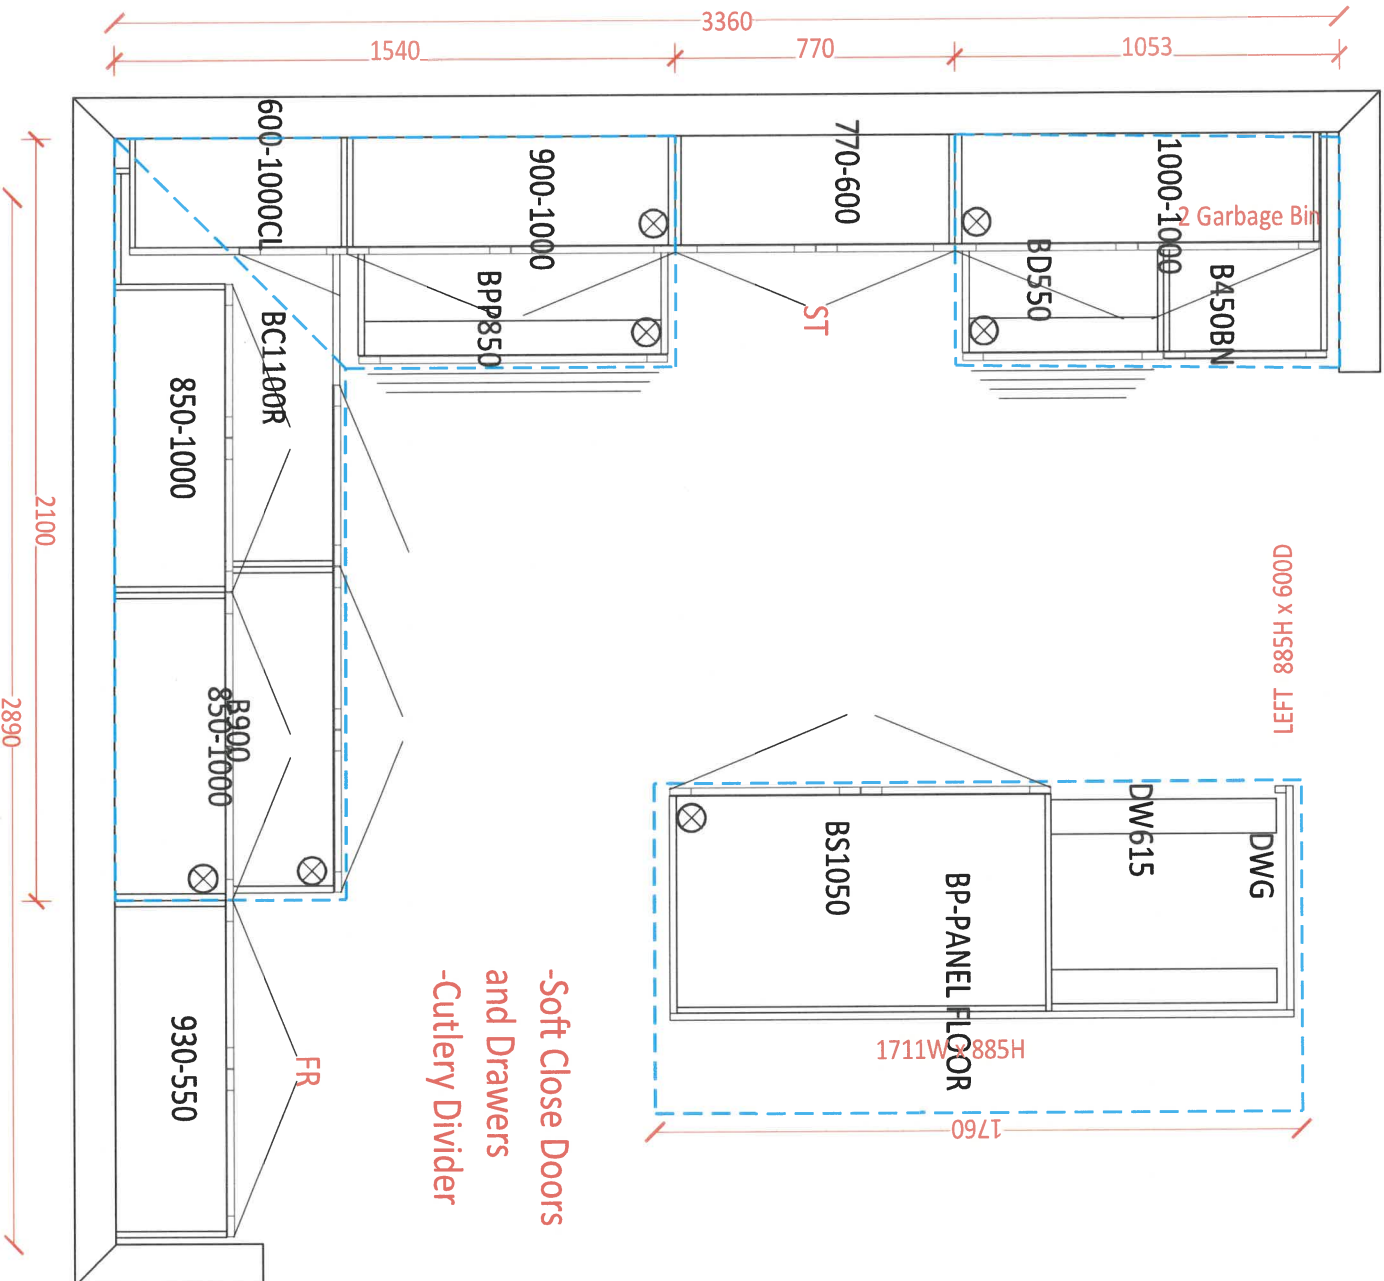 3360
1540
770
1053
600-1000CL
900-1000
770-600
1000-1000
2 Garbage Bin
BPP850
ST
BD550
B450BN
BC1100R
850-1000
2100
2890
B900
850-1000
930-550
FR
LEFT 885H x 600D
DW615
DWG
BS1050
BP-PANEL FLOOR
1711W x 885H
1760
-Soft Close Doors
and Drawers
-Cutlery Divider